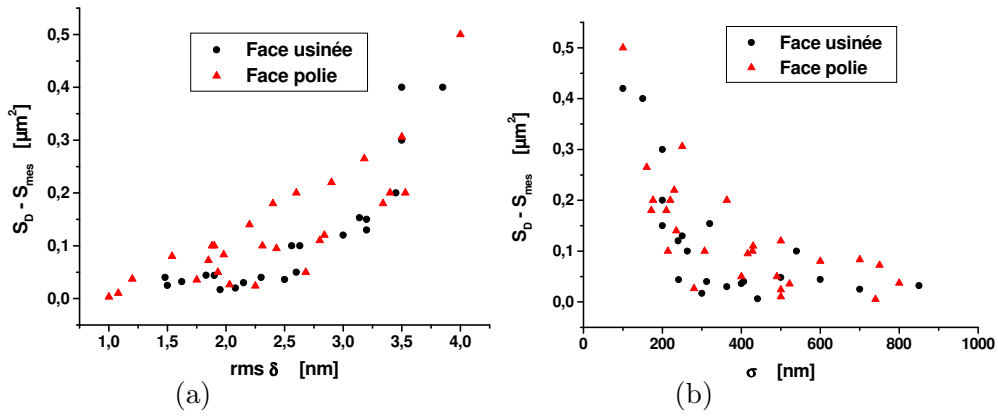 0,5
0,4
0,3
0,2
0,1
0,0
S_D − S_mes [µm²]
Face usinée
Face polie
1,0 1,5 2,0 2,5 3,0 3,5 4,0
rms δ [nm]
(a)
0,5
0,4
0,3
0,2
0,1
0,0
S_D − S_mes [µm²]
Face usinée
Face polie
0 200 400 600 800 1000
σ [nm]
(b)